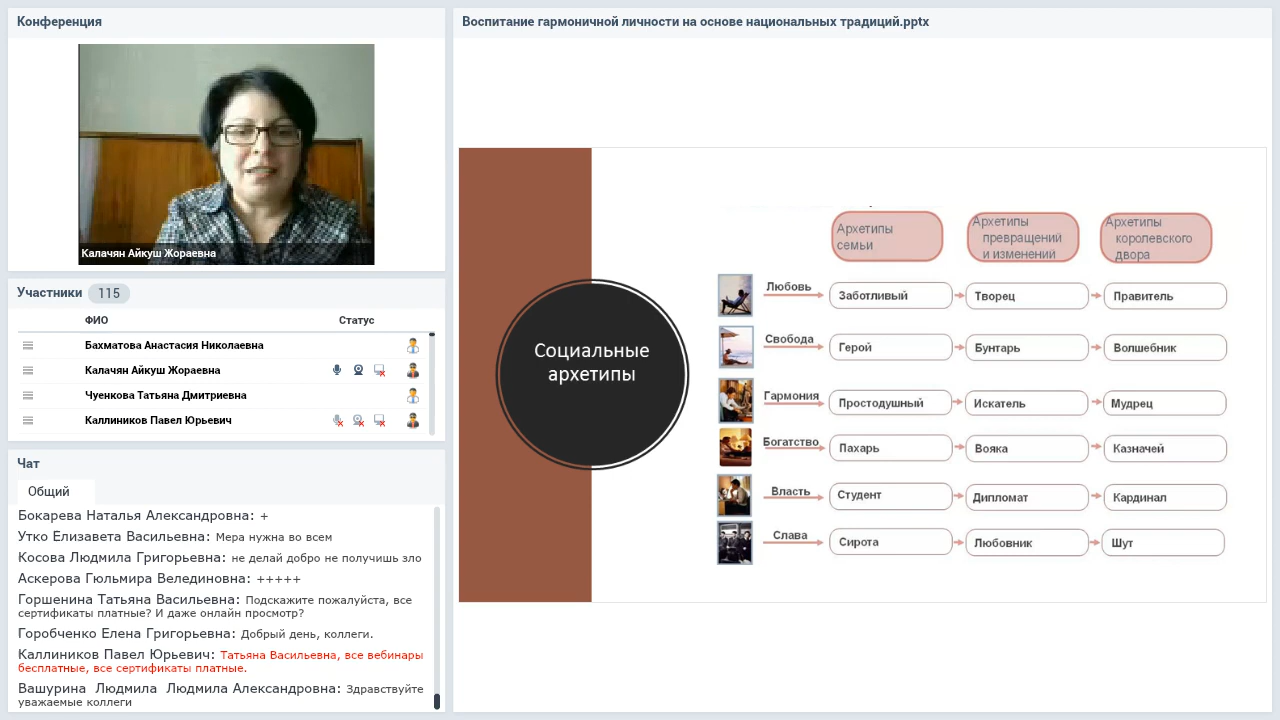 Конференция
Калачян Айкуш Жораевна
Участники 115
ФИО Статус
Бахматова Анастасия Николаевна
Калачян Айкуш Жораевна
Чуенкова Татьяна Дмитриевна
Каллиников Павел Юрьевич
Чат
Общий
Бокарева Наталья Александровна: +
Утко Елизавета Васильевна: Мера нужна во всем
Косова Людмила Григорьевна: не делай добро не получишь зло
Аскерова Гюльмира Велединовна: +++++
Горшенина Татьяна Васильевна: Подскажите пожалуйста, все
сертификаты платные? И даже онлайн просмотр?
Горобченко Елена Григорьевна: Добрый день, коллеги.
Каллиников Павел Юрьевич: Татьяна Васильевна, все вебинары
бесплатные, все сертификаты платные.
Вашурина Людмила Людмила Александровна: Здравствуйте
уважаемые коллеги
Воспитание гармоничной личности на основе национальных традиций.pptx
Социальные
архетипы
Архетипы
семьи
Архетипы
превращений
и изменений
Архетипы
королевского
двора
Любовь Заботливый Творец Правитель
Свобода Герой Бунтарь Волшебник
Гармония Простодушный Искатель Мудрец
Богатство Пахарь Вояка Казначей
Власть Студент Дипломат Кардинал
Слава Сирота Любовник Шут